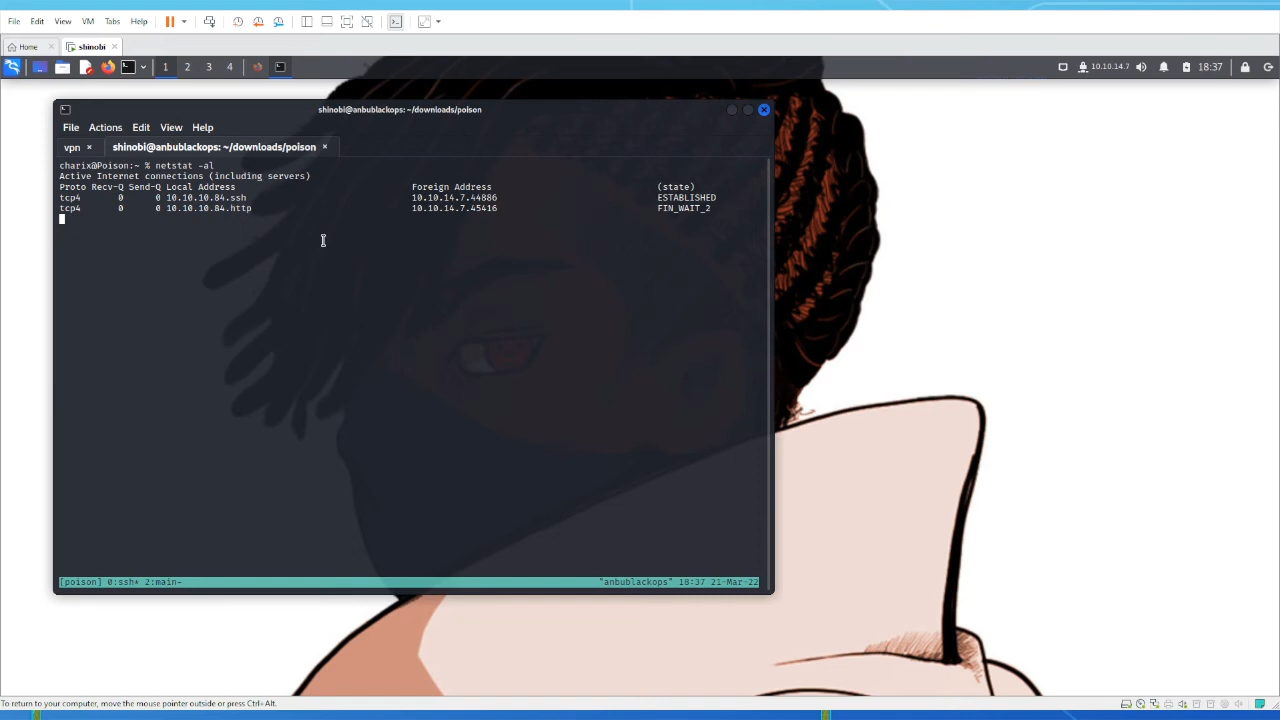 File Edit View VM Tabs Help
Home shinobi
1 2 3 4 10.10.14.7 18:37
shinobi@anbublackops: ~/downloads/poison
File Actions Edit View Help
vpn shinobi@anbublackops: ~/downloads/poison
charix@Poison:~ % netstat -al
Active Internet connections (including servers)
Proto Recv-Q Send-Q Local Address Foreign Address (state)
tcp4 0 0 10.10.10.84.ssh 10.10.14.7.44886 ESTABLISHED
tcp4 0 0 10.10.10.84.http 10.10.14.7.45416 FIN_WAIT_2
[poison] 0:ssh* 2:main- "anbublackops" 18:37 21-Mar-22
To return to your computer, move the mouse pointer outside or press Ctrl+Alt.